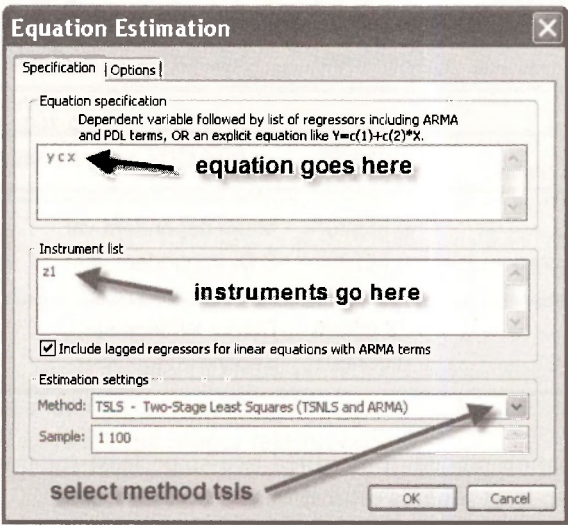 Equation Estimation
Specification Options
Equation specification
Dependent variable followed by list of regressors including ARMA
and PDL terms, OR an explicit equation like Y=c(1)+c(2)*X.
y c x
equation goes here
Instrument list
z1
instruments go here
Include lagged regressors for linear equations with ARMA terms
Estimation settings
Method: TSLS - Two-Stage Least Squares (TSNLS and ARMA)
Sample: 1 100
select method tsls
OK Cancel